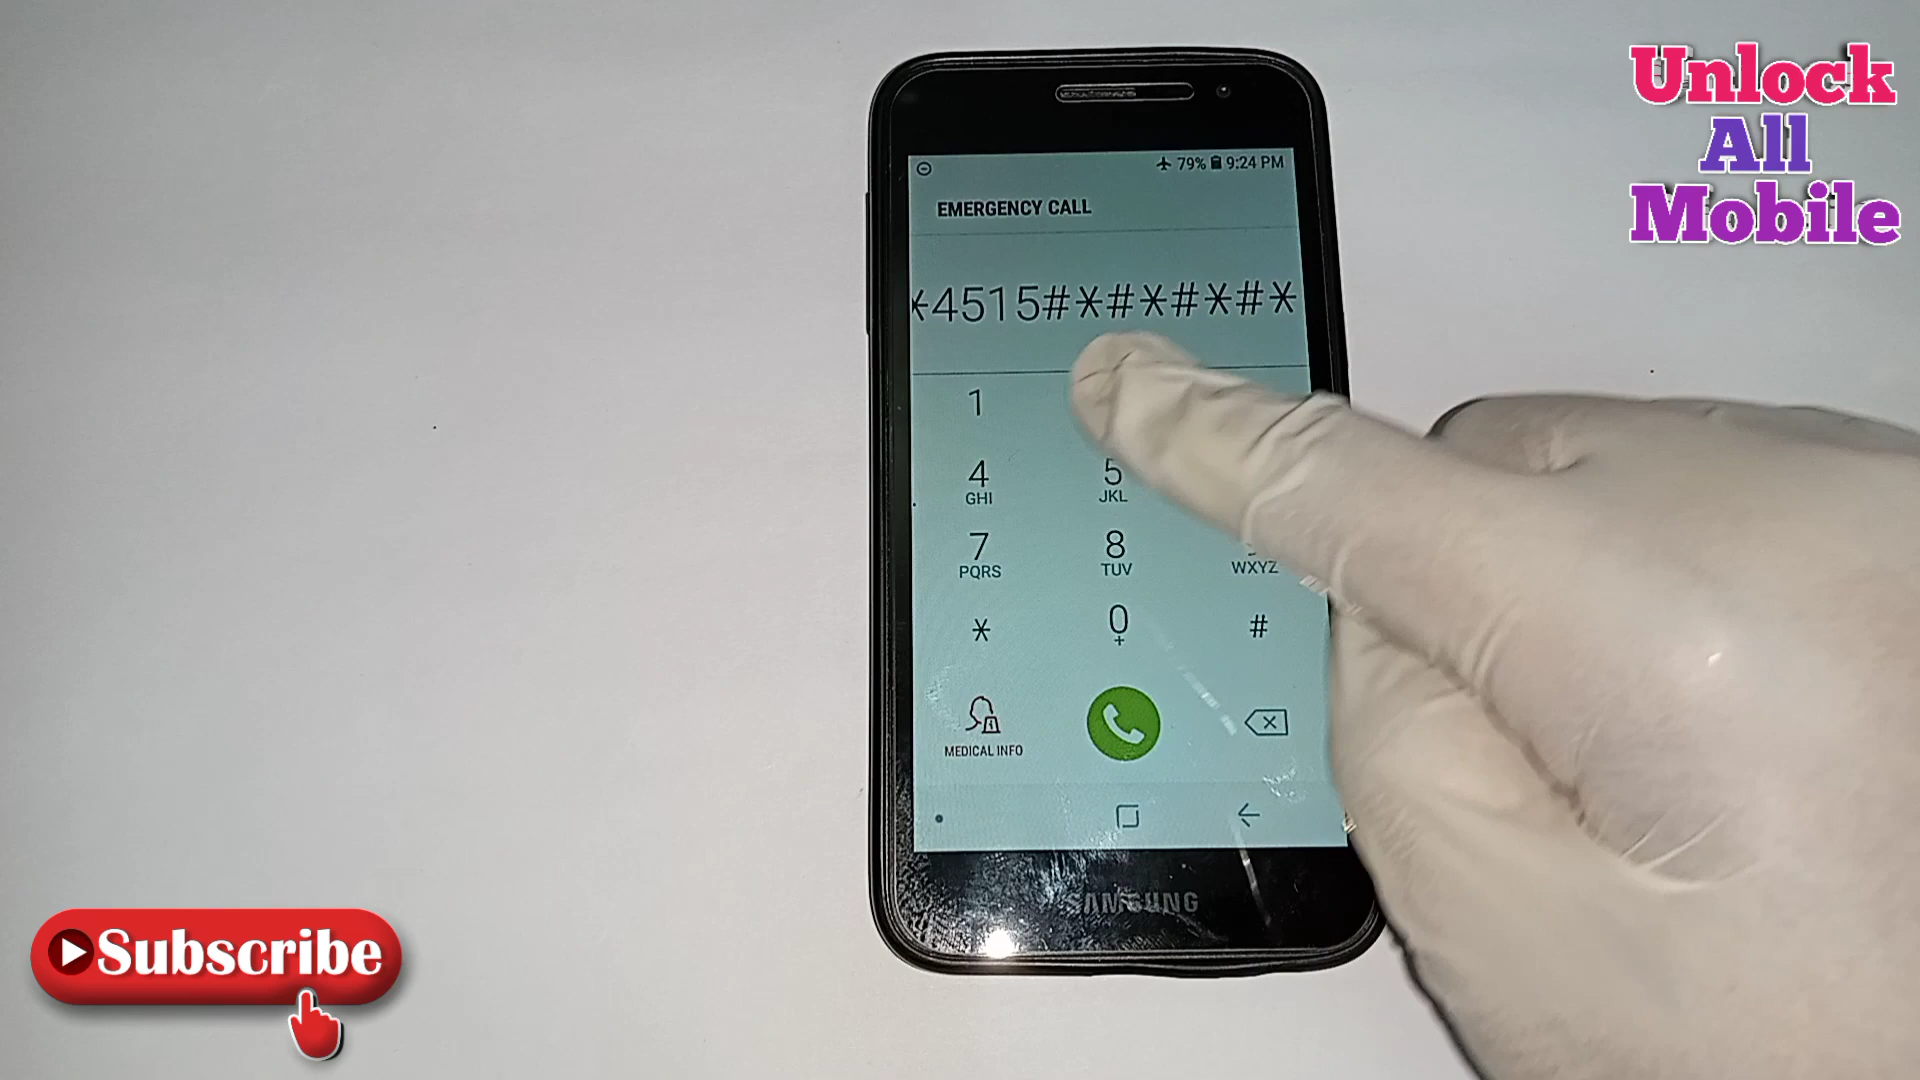 Unlock
All
Mobile
79% 9:24 PM
EMERGENCY CALL
*4515#*#*#*#*
1
4 5
GHI JKL
7 8
PQRS TUV WXYZ
* 0 #
+
MEDICAL INFO
SAMSUNG
Subscribe